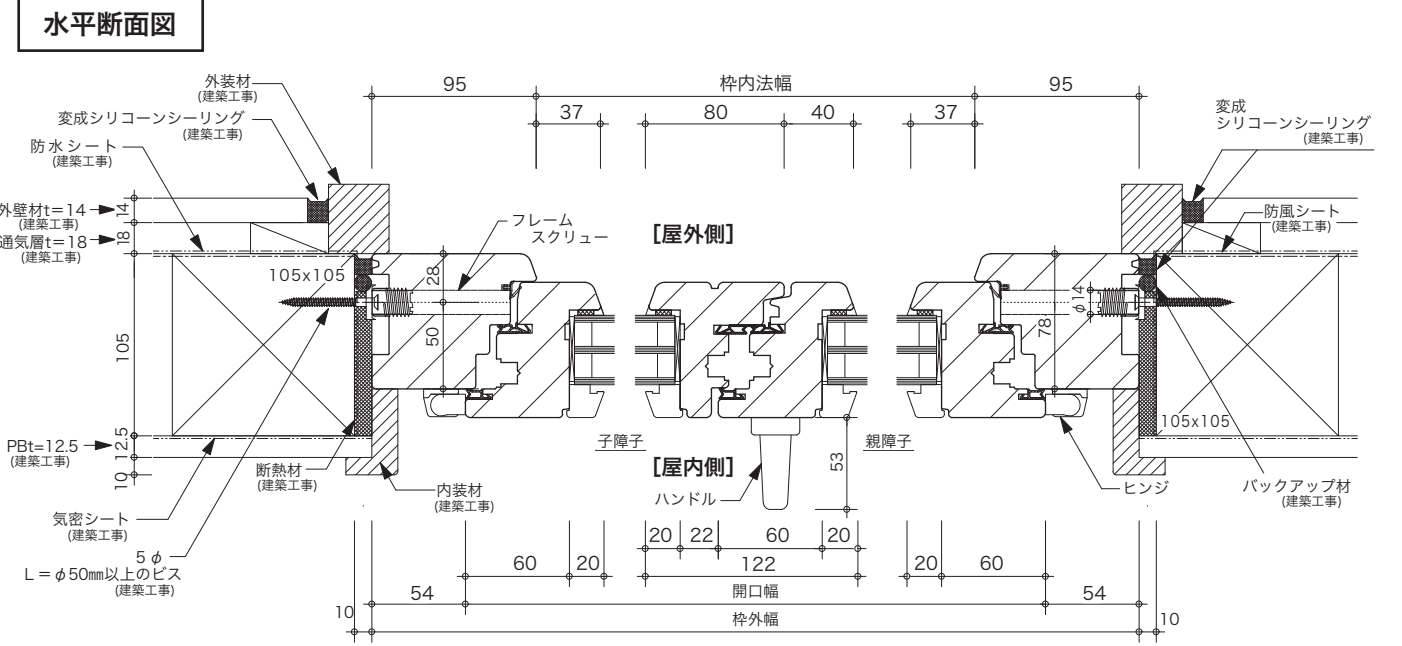 水平断面図
95
枠内法幅
95
37
80
40
37
外装材
(建築工事)
変成シリコーンシーリング
(建築工事)
防水シート
(建築工事)
外壁材t=14
(建築工事)
14
通気層t=18
(建築工事)
18
変成
シリコーンシーリング
(建築工事)
防風シート
(建築工事)
フレーム
スクリュー
[屋外側]
105x105
28
50
105
φ14
78
105x105
PBt=12.5
(建築工事)
12.5
10
子障子
親障子
[屋内側]
53
ハンドル
断熱材
(建築工事)
内装材
(建築工事)
ヒンジ
バックアップ材
(建築工事)
気密シート
(建築工事)
5φ
L=φ50㎜以上のビス
(建築工事)
20
22
60
20
60
20
122
20
60
54
開口幅
54
10
枠外幅
10